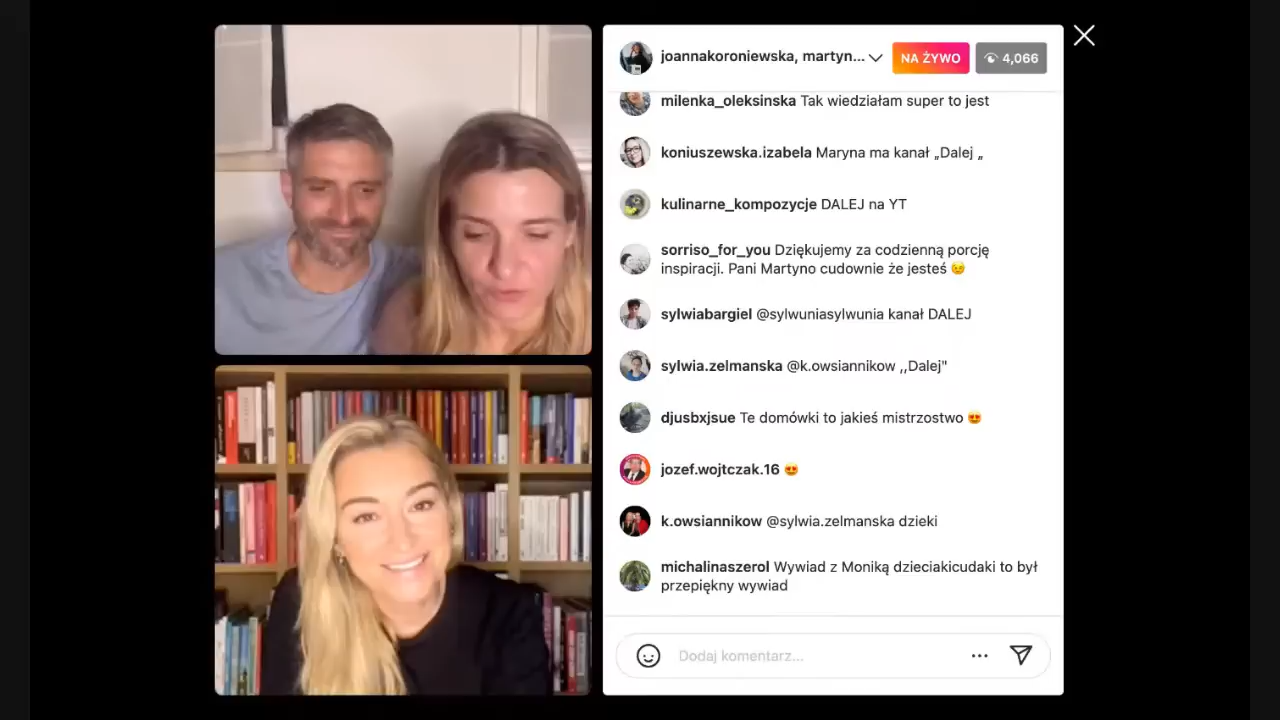 joannakoroniewska, martyn...
NA ŻYWO
4,066
milenka_oleksinska Tak wiedziałam super to jest
koniuszewska.izabela Maryna ma kanał „Dalej „
kulinarne_kompozycje DALEJ na YT
sorriso_for_you Dziękujemy za codzienną porcję
inspiracji. Pani Martyno cudownie że jesteś 😉
sylwiabargiel @sylwuniasylwunia kanał DALEJ
sylwia.zelmanska @k.owsiannikow ,,Dalej"
djusbxjsue Te domówki to jakieś mistrzostwo 😍
jozef.wojtczak.16 😍
k.owsiannikow @sylwia.zelmanska dzieki
michalinaszerol Wywiad z Moniką dzieciakicudaki to był
przepiękny wywiad
Dodaj komentarz...